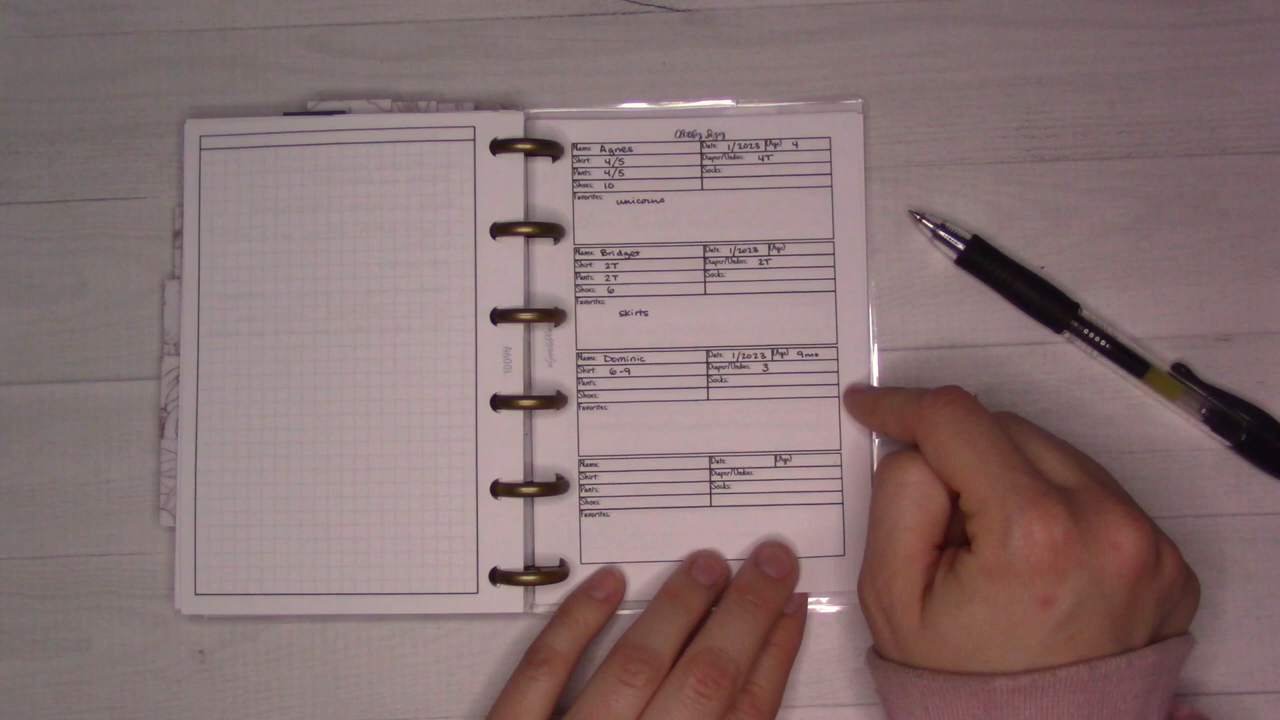 Clothing Sizes
Name: Agnes Date: 1/2023 (Age) 4
Shirt: 4/5 Diaper/Undies: 4T
Pants: 4/5 Socks:
Shoes: 10
Favorites: unicorns
Name: Bridget Date: 1/2023 (Age)
Shirt: 2T Diaper/Undies: 2T
Pants: 2T Socks:
Shoes: 6
Favorites:
skirts
Name: Dominic Date: 1/2023 (Age) 9mo
Shirt: 6-9 Diaper/Undies: 3
Pants: Socks:
Shoes:
Favorites:
Name: Date: (Age)
Shirt: Diaper/Undies:
Pants: Socks:
Shoes:
Favorites: